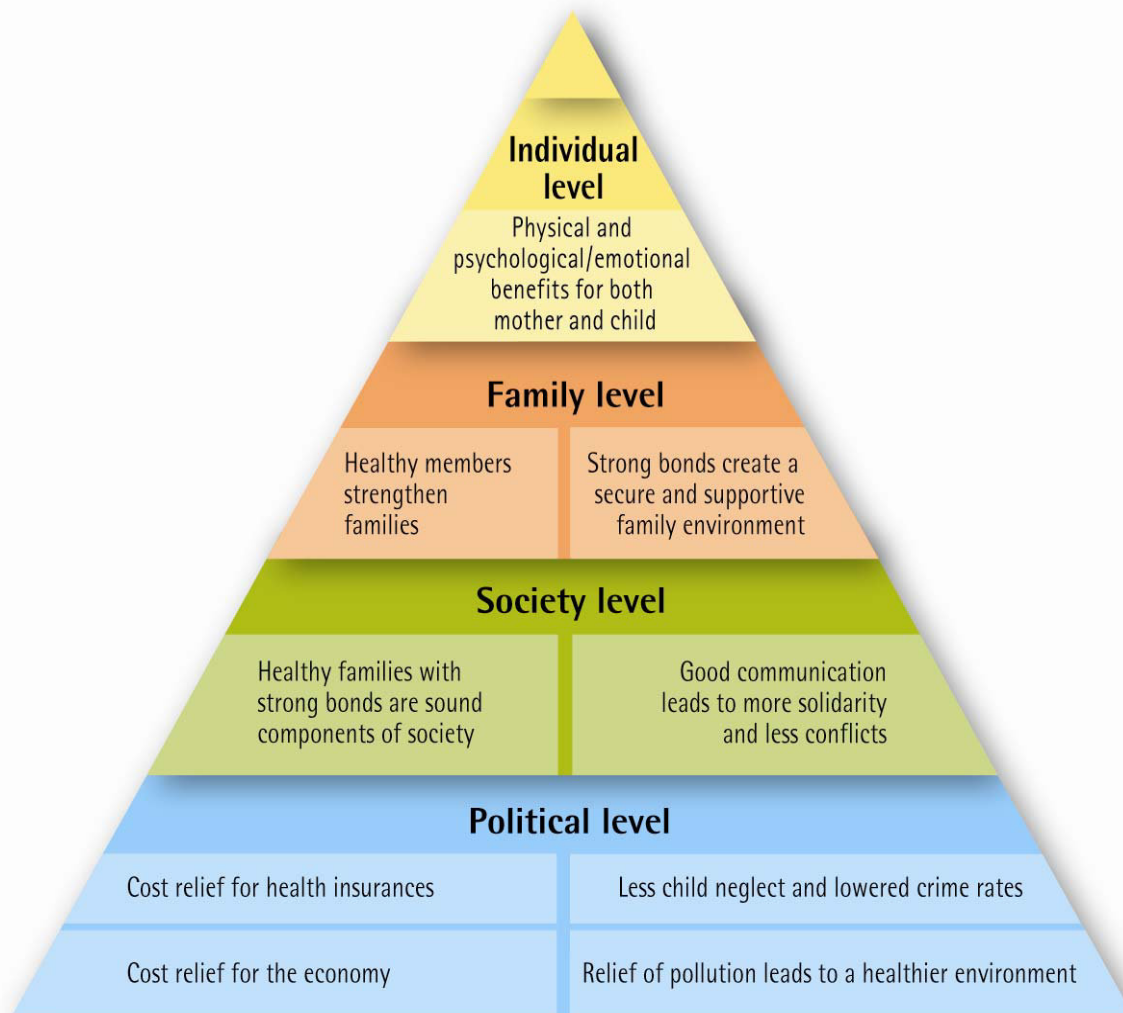 Individual
level
Physical and
psychological/emotional
benefits for both
mother and child
Family level
Healthy members
strengthen
families
Strong bonds create a
secure and supportive
family environment
Society level
Healthy families with
strong bonds are sound
components of society
Good communication
leads to more solidarity
and less conflicts
Political level
Cost relief for health insurances
Less child neglect and lowered crime rates
Cost relief for the economy
Relief of pollution leads to a healthier environment